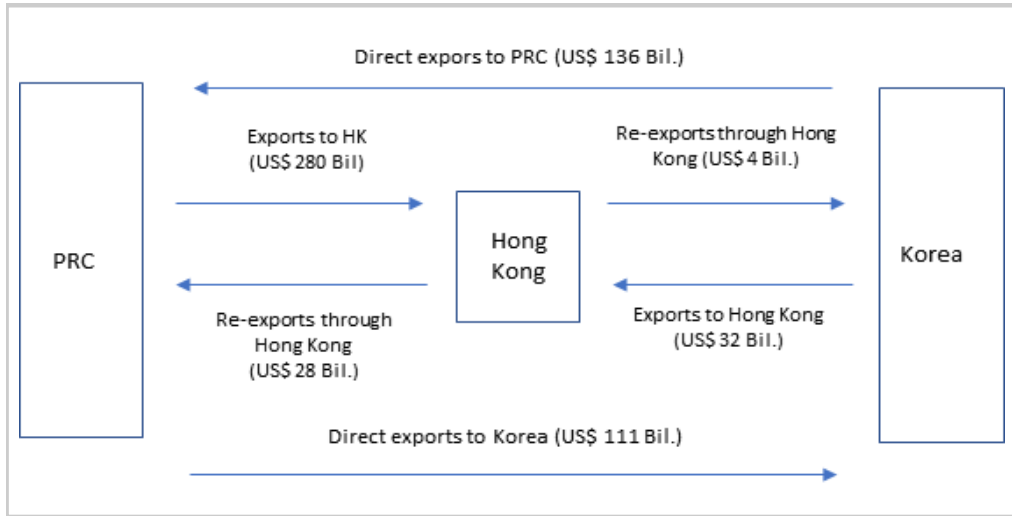 Direct expors to PRC (US$ 136 Bil.)
Exports to HK
(US$ 280 Bil)
Re-exports through Hong
Kong (US$ 4 Bil.)
PRC
Hong
Kong
Korea
Re-exports through
Hong Kong
(US$ 28 Bil.)
Exports to Hong Kong
(US$ 32 Bil.)
Direct exports to Korea (US$ 111 Bil.)